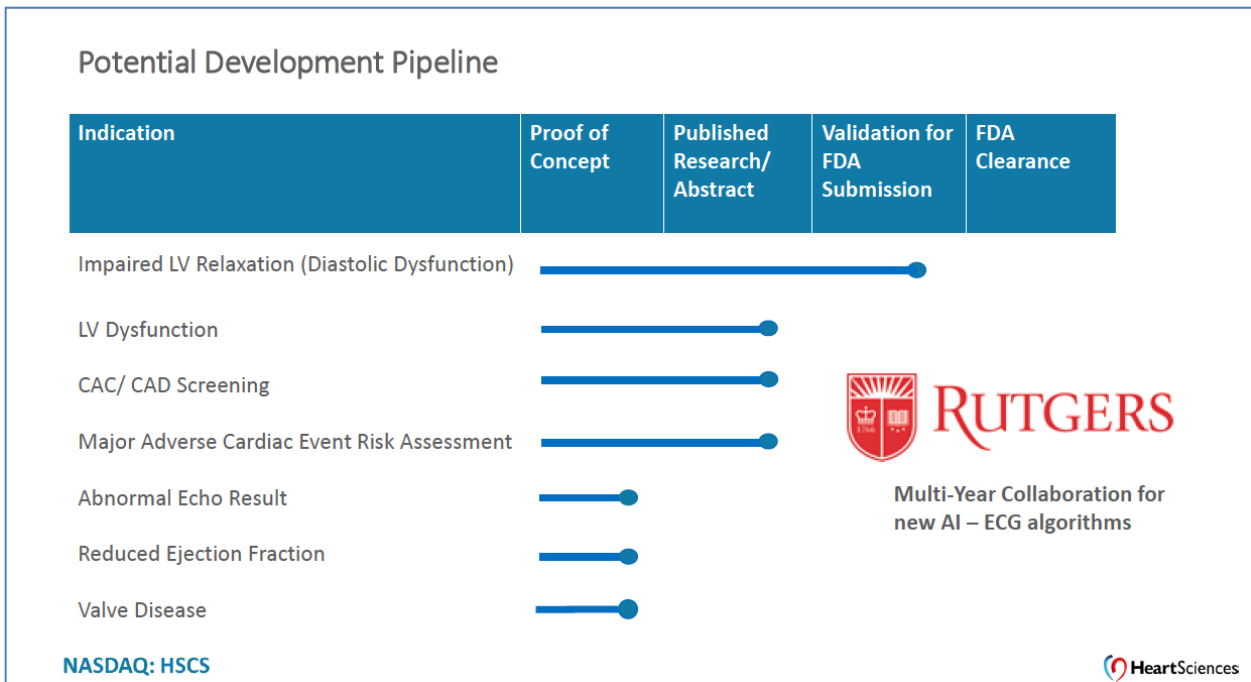 Potential Development Pipeline
Indication
Proof of
Concept
Published
Research/
Abstract
Validation for
FDA
Submission
FDA
Clearance
Impaired LV Relaxation (Diastolic Dysfunction)
LV Dysfunction
CAC/ CAD Screening
Major Adverse Cardiac Event Risk Assessment
Abnormal Echo Result
Reduced Ejection Fraction
Valve Disease
1766
RUTGERS
Multi-Year Collaboration for
new AI – ECG algorithms
NASDAQ: HSCS
HeartSciences